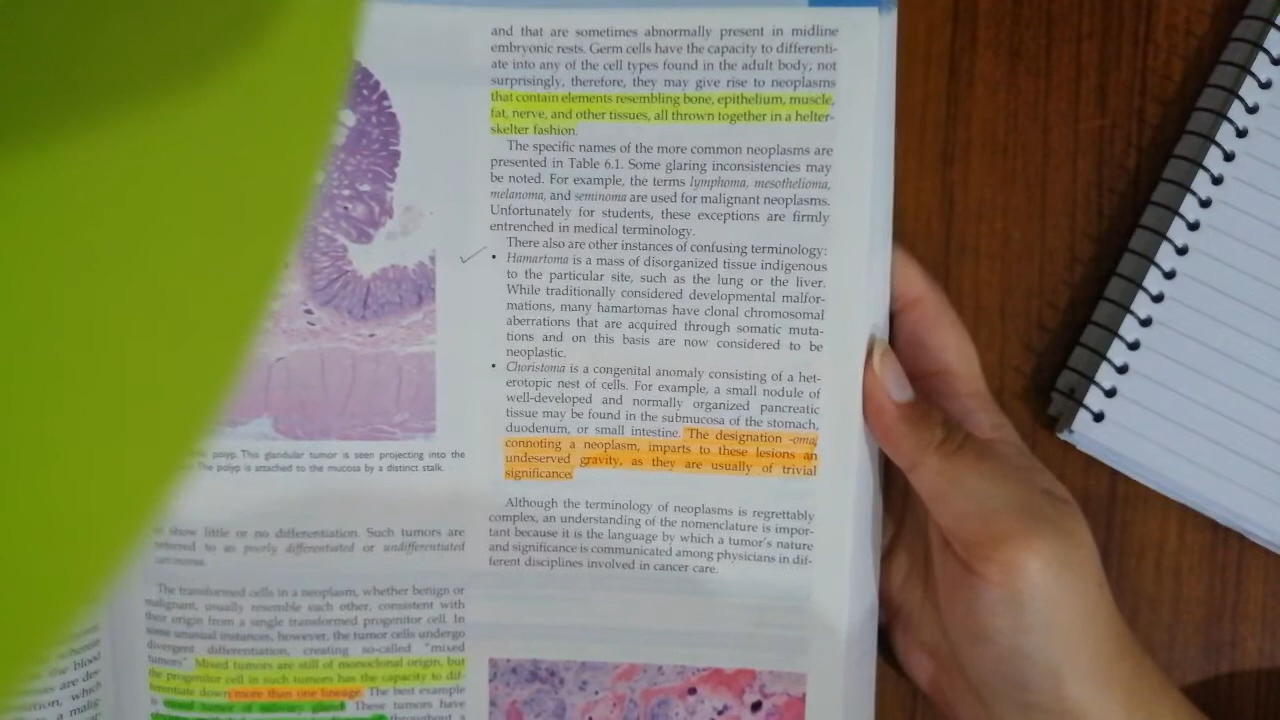 polyp. This glandular tumor is seen projecting into the
The polyp is attached to the mucosa by a distinct stalk.
show little or no differentiation. Such tumors are
referred to as poorly differentiated or undifferentiated
carcinoma.
The transformed cells in a neoplasm, whether benign or
malignant, usually resemble each other, consistent with
their origin from a single transformed progenitor cell. In
some unusual instances, however, the tumor cells undergo
divergent differentiation, creating so-called "mixed
tumors". Mixed tumors are still of monoclonal origin, but
the progenitor cell in such tumors has the capacity to dif-
ferentiate down more than one lineage. The best example
is mixed tumor of salivary gland. These tumors have
throughout a
and that are sometimes abnormally present in midline
embryonic rests. Germ cells have the capacity to differenti-
ate into any of the cell types found in the adult body; not
surprisingly, therefore, they may give rise to neoplasms
that contain elements resembling bone, epithelium, muscle,
fat, nerve, and other tissues, all thrown together in a helter-
skelter fashion.
The specific names of the more common neoplasms are
presented in Table 6.1. Some glaring inconsistencies may
be noted. For example, the terms lymphoma, mesothelioma,
melanoma, and seminoma are used for malignant neoplasms.
Unfortunately for students, these exceptions are firmly
entrenched in medical terminology.
There also are other instances of confusing terminology:
• Hamartoma is a mass of disorganized tissue indigenous
to the particular site, such as the lung or the liver.
While traditionally considered developmental malfor-
mations, many hamartomas have clonal chromosomal
aberrations that are acquired through somatic muta-
tions and on this basis are now considered to be
neoplastic.
• Choristoma is a congenital anomaly consisting of a het-
erotopic nest of cells. For example, a small nodule of
well-developed and normally organized pancreatic
tissue may be found in the submucosa of the stomach,
duodenum, or small intestine. The designation -oma,
connoting a neoplasm, imparts to these lesions an
undeserved gravity, as they are usually of trivial
significance.
Although the terminology of neoplasms is regrettably
complex, an understanding of the nomenclature is impor-
tant because it is the language by which a tumor's nature
and significance is communicated among physicians in dif-
ferent disciplines involved in cancer care.
the blood
are des-
which
a malig-